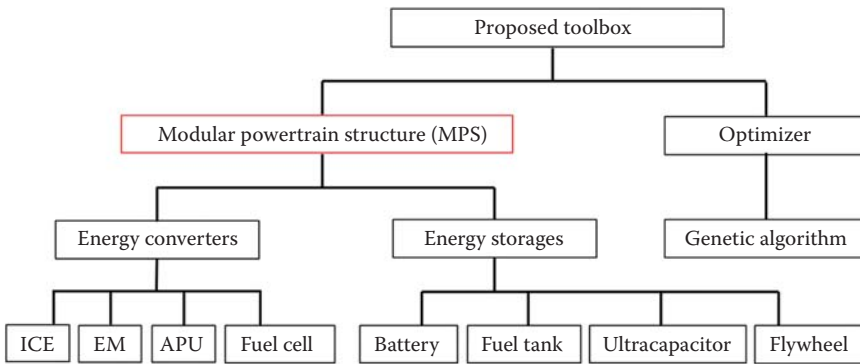 Proposed toolbox
Modular powertrain structure (MPS)
Optimizer
Energy converters
Energy storages
Genetic algorithm
ICE
EM
APU
Fuel cell
Battery
Fuel tank
Ultracapacitor
Flywheel